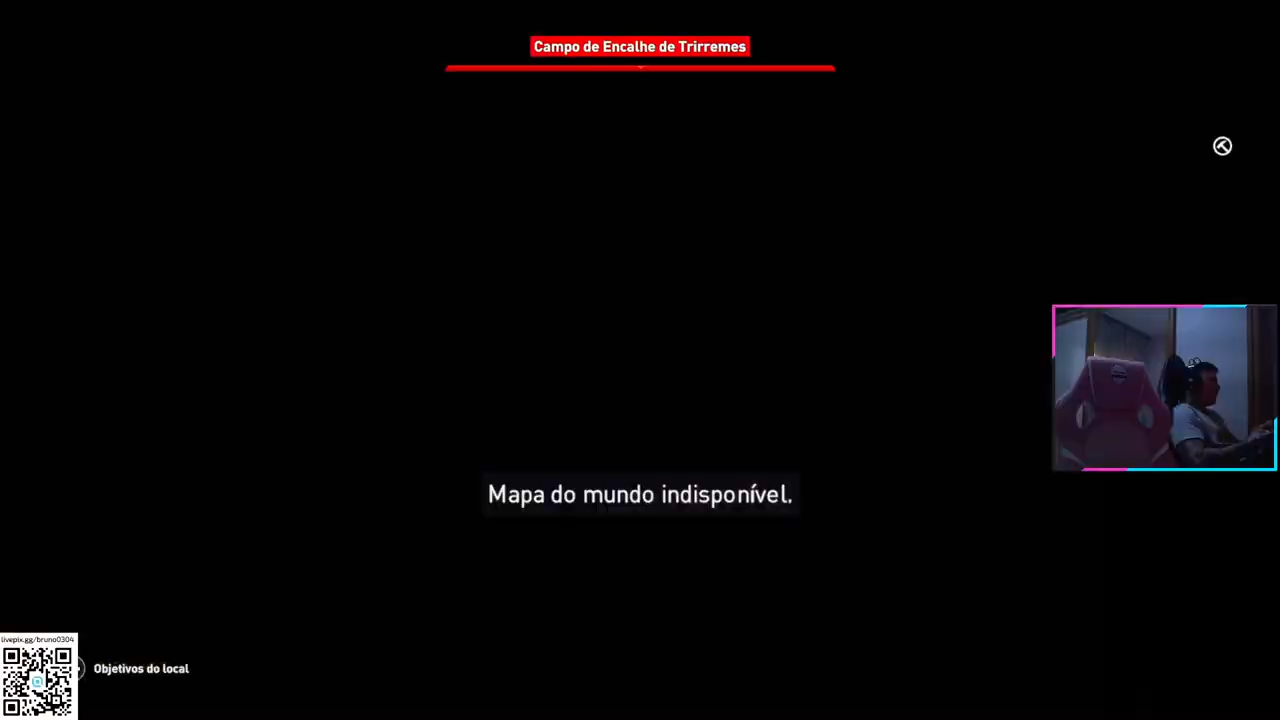 Campo de Encalhe de Trirremes
Mapa do mundo indisponível.
livepix.gg/bruno0304
Objetivos do local